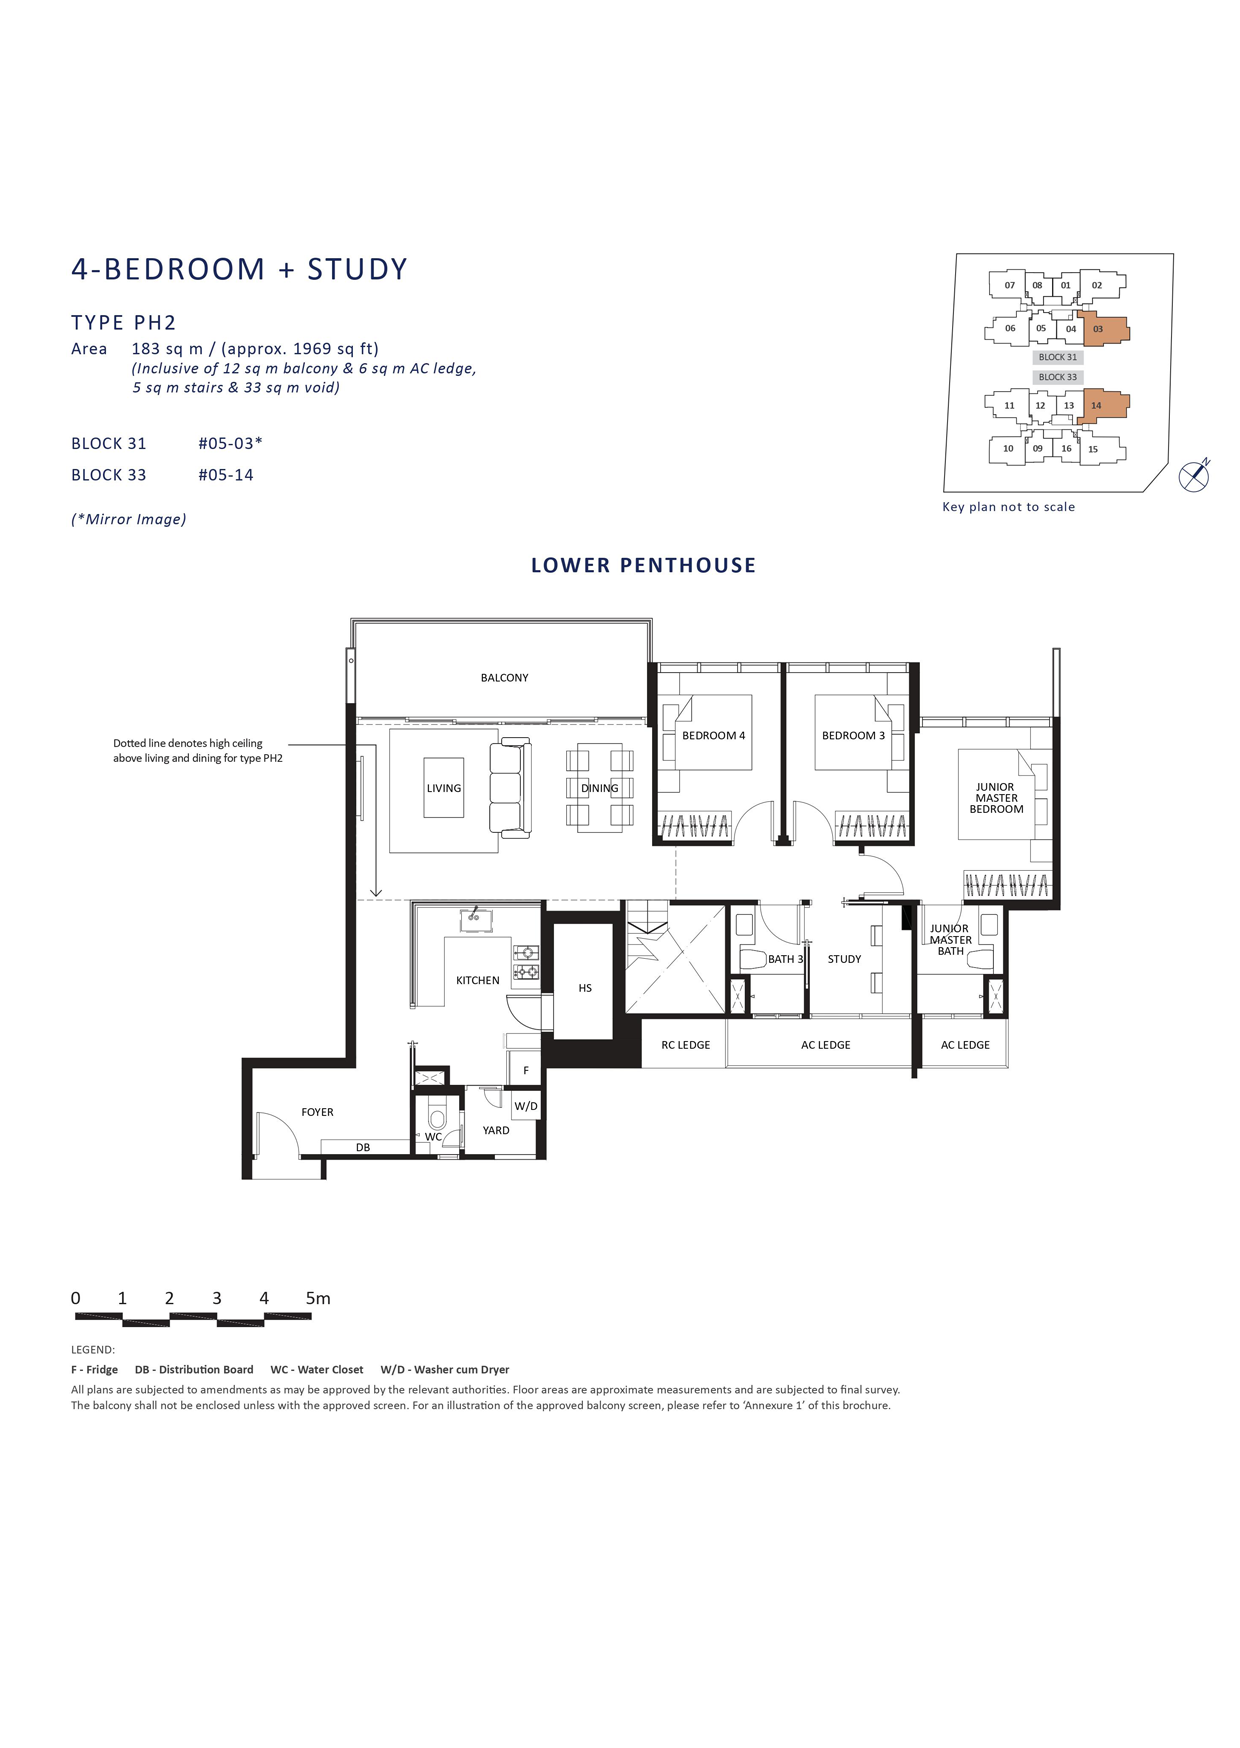 4-BEDROOM + STUDY
TYPE PH2
Area 183 sq m / (approx. 1969 sq ft)
(Inclusive of 12 sq m balcony & 6 sq m AC ledge,
5 sq m stairs & 33 sq m void)
BLOCK 31 #05-03*
BLOCK 33 #05-14
(*Mirror Image)
07 08 01 02
06 05 04 03
BLOCK 31
BLOCK 33
11 12 13 14
10 09 16 15
N
Key plan not to scale
LOWER PENTHOUSE
BALCONY
Dotted line denotes high ceiling
above living and dining for type PH2
LIVING
DINING
BEDROOM 4
BEDROOM 3
JUNIOR
MASTER
BEDROOM
KITCHEN
HS
BATH 3
STUDY
JUNIOR
MASTER
BATH
RC LEDGE
AC LEDGE
AC LEDGE
F
FOYER
DB
WC
YARD
W/D
0 1 2 3 4 5m
LEGEND:
F - Fridge DB - Distribution Board WC - Water Closet W/D - Washer cum Dryer
All plans are subjected to amendments as may be approved by the relevant authorities. Floor areas are approximate measurements and are subjected to final survey.
The balcony shall not be enclosed unless with the approved screen. For an illustration of the approved balcony screen, please refer to ‘Annexure 1’ of this brochure.